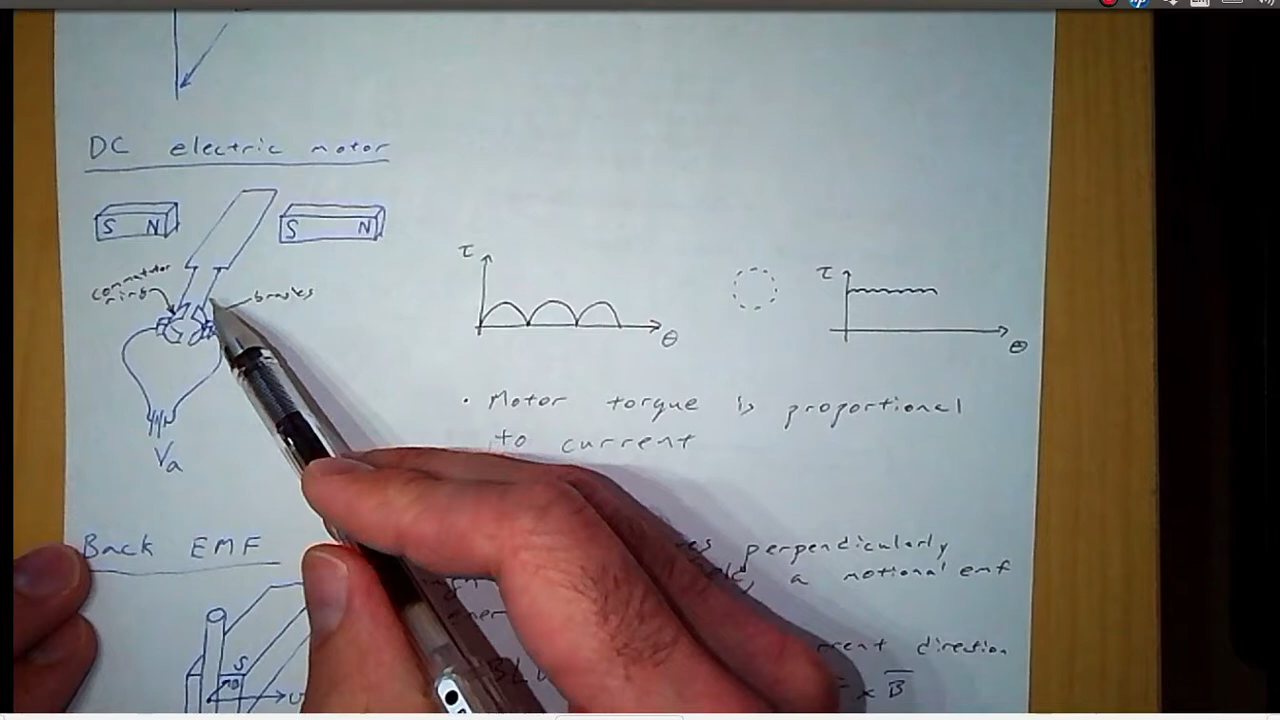 DC electric motor
S N
S N
commutator
ring
brushes
τ
θ
τ
θ
Va
• Motor torque is proportional
to current
Back EMF
perpendicularly
a motional emf
direction
S
θ
BL
x B